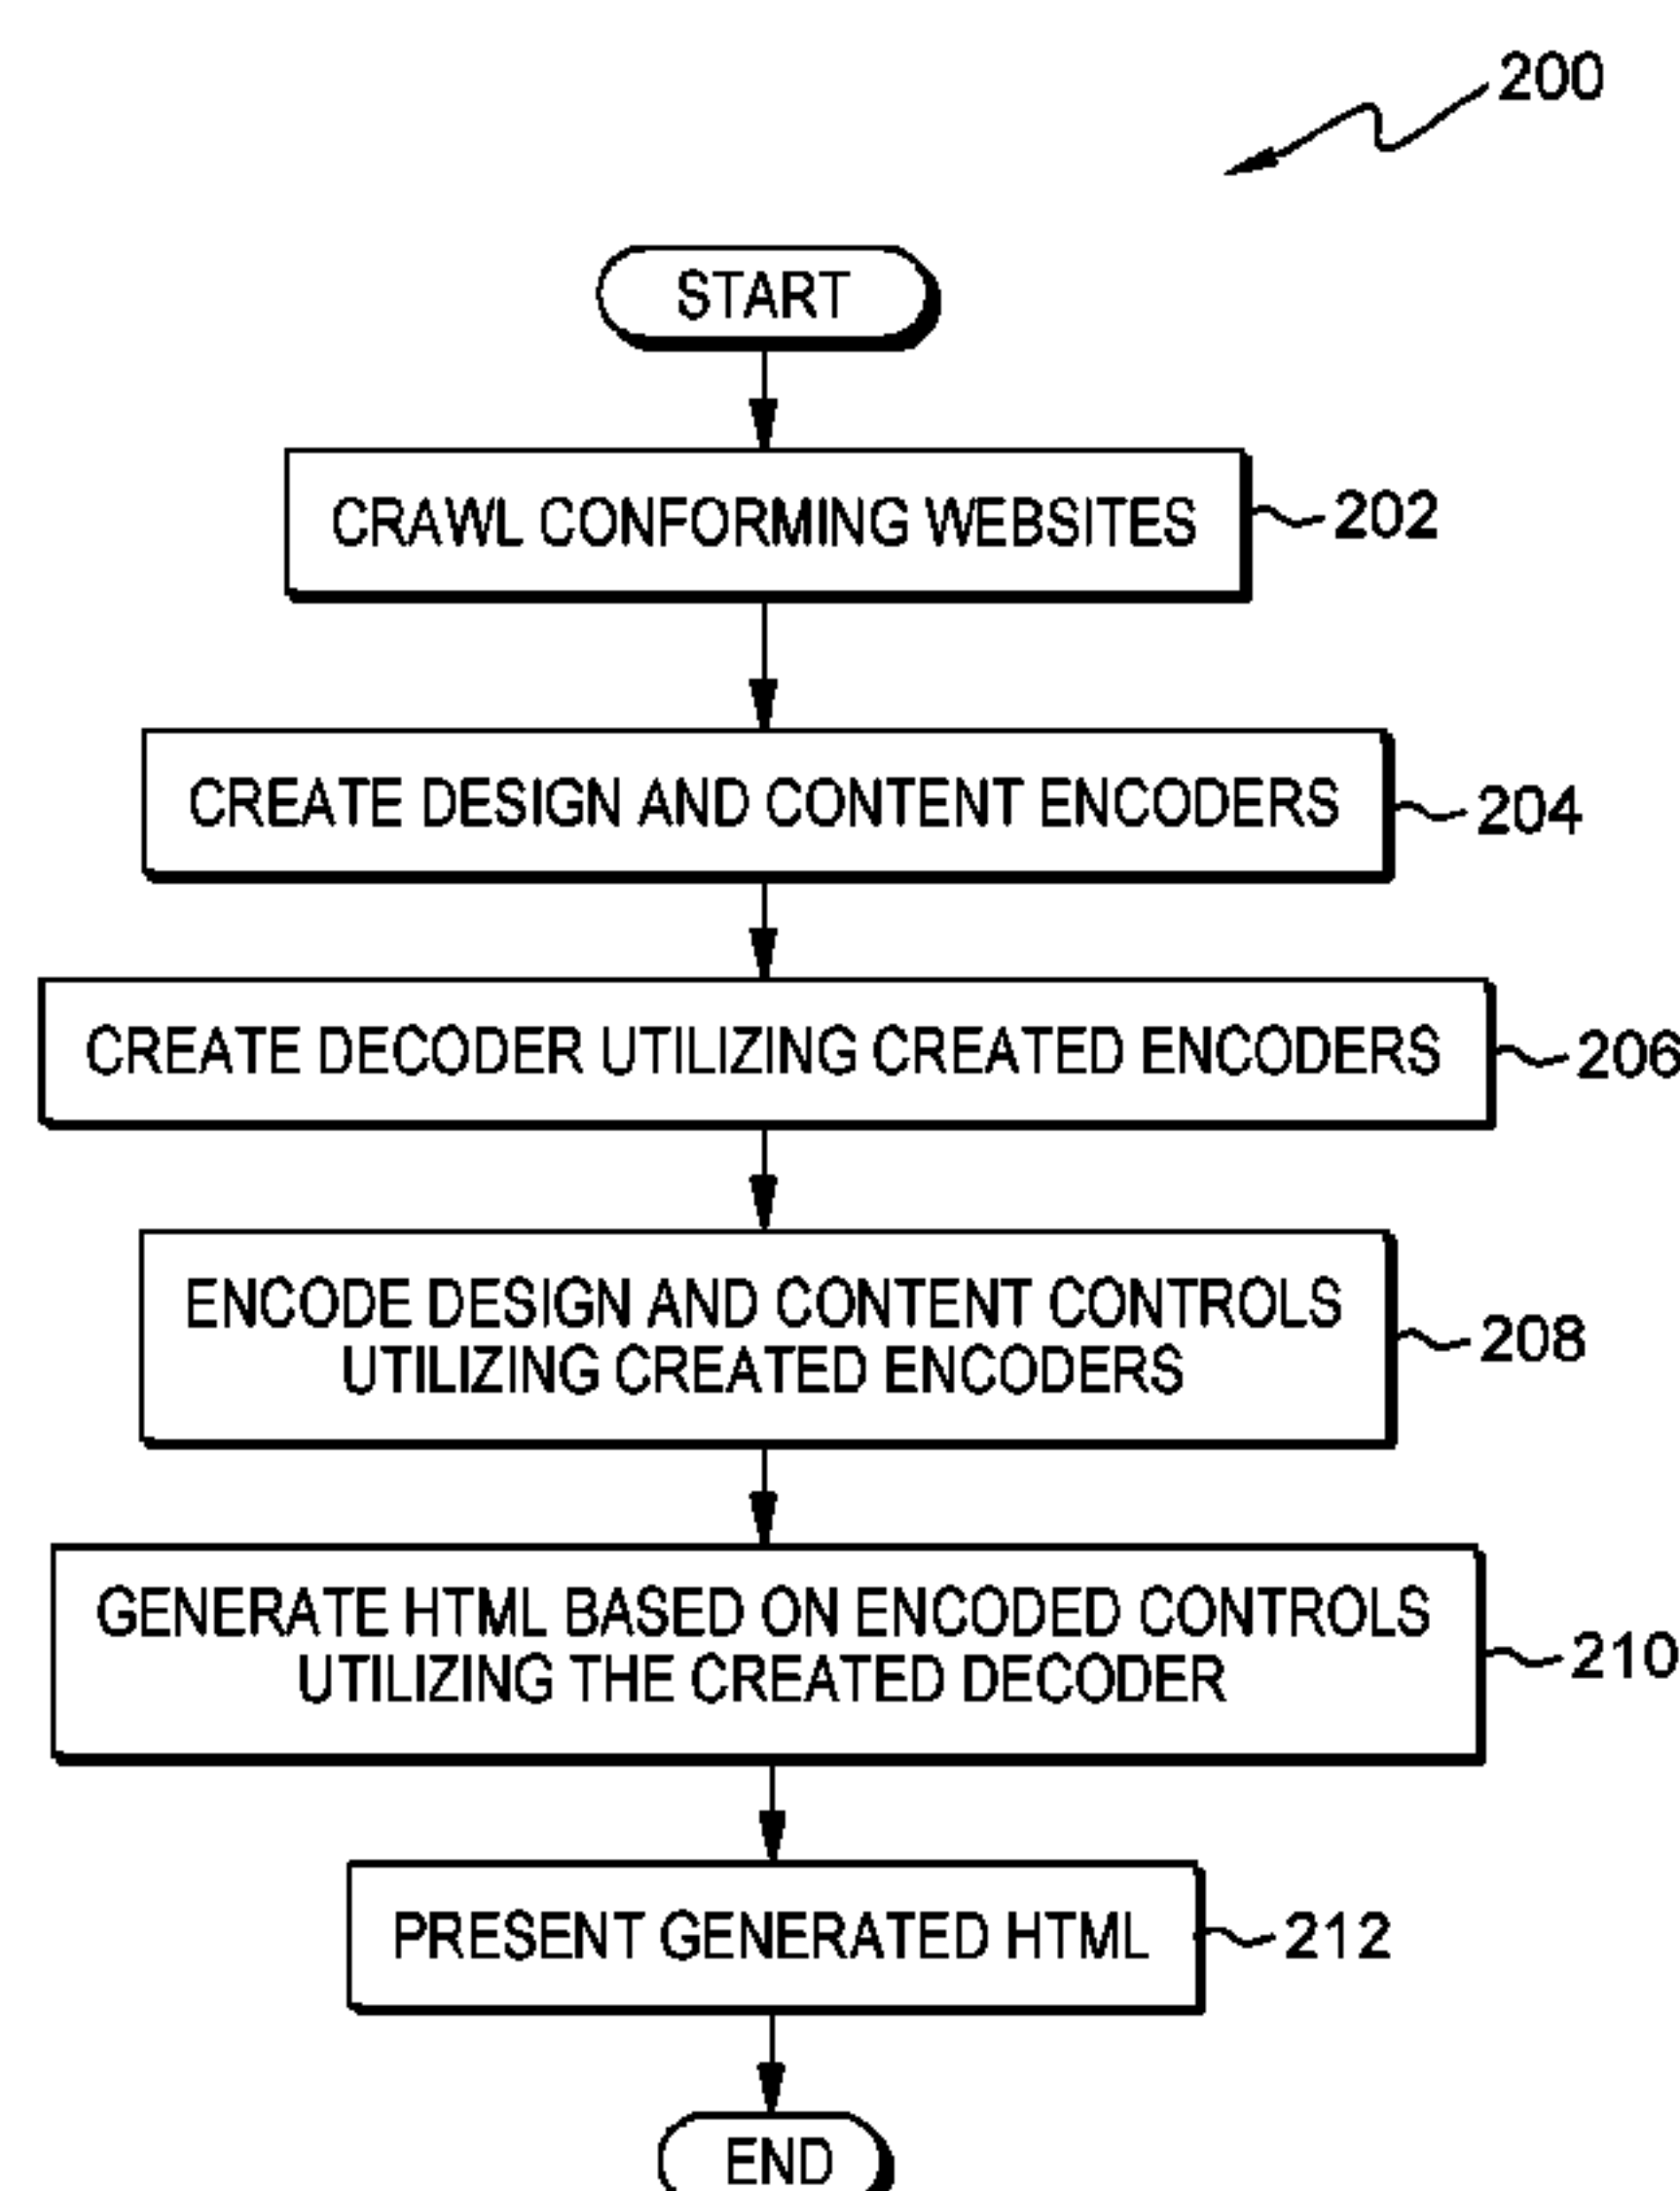 200
START
CRAWL CONFORMING WEBSITES
202
CREATE DESIGN AND CONTENT ENCODERS
204
CREATE DECODER UTILIZING CREATED ENCODERS
206
ENCODE DESIGN AND CONTENT CONTROLS
UTILIZING CREATED ENCODERS
208
GENERATE HTML BASED ON ENCODED CONTROLS
UTILIZING THE CREATED DECODER
210
PRESENT GENERATED HTML
212
END